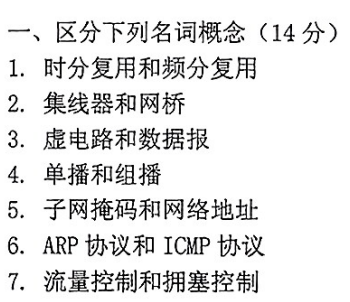 一、区分下列名词概念（14 分）
1. 时分复用和频分复用
2. 集线器和网桥
3. 虚电路和数据报
4. 单播和组播
5. 子网掩码和网络地址
6. ARP 协议和 ICMP 协议
7. 流量控制和拥塞控制